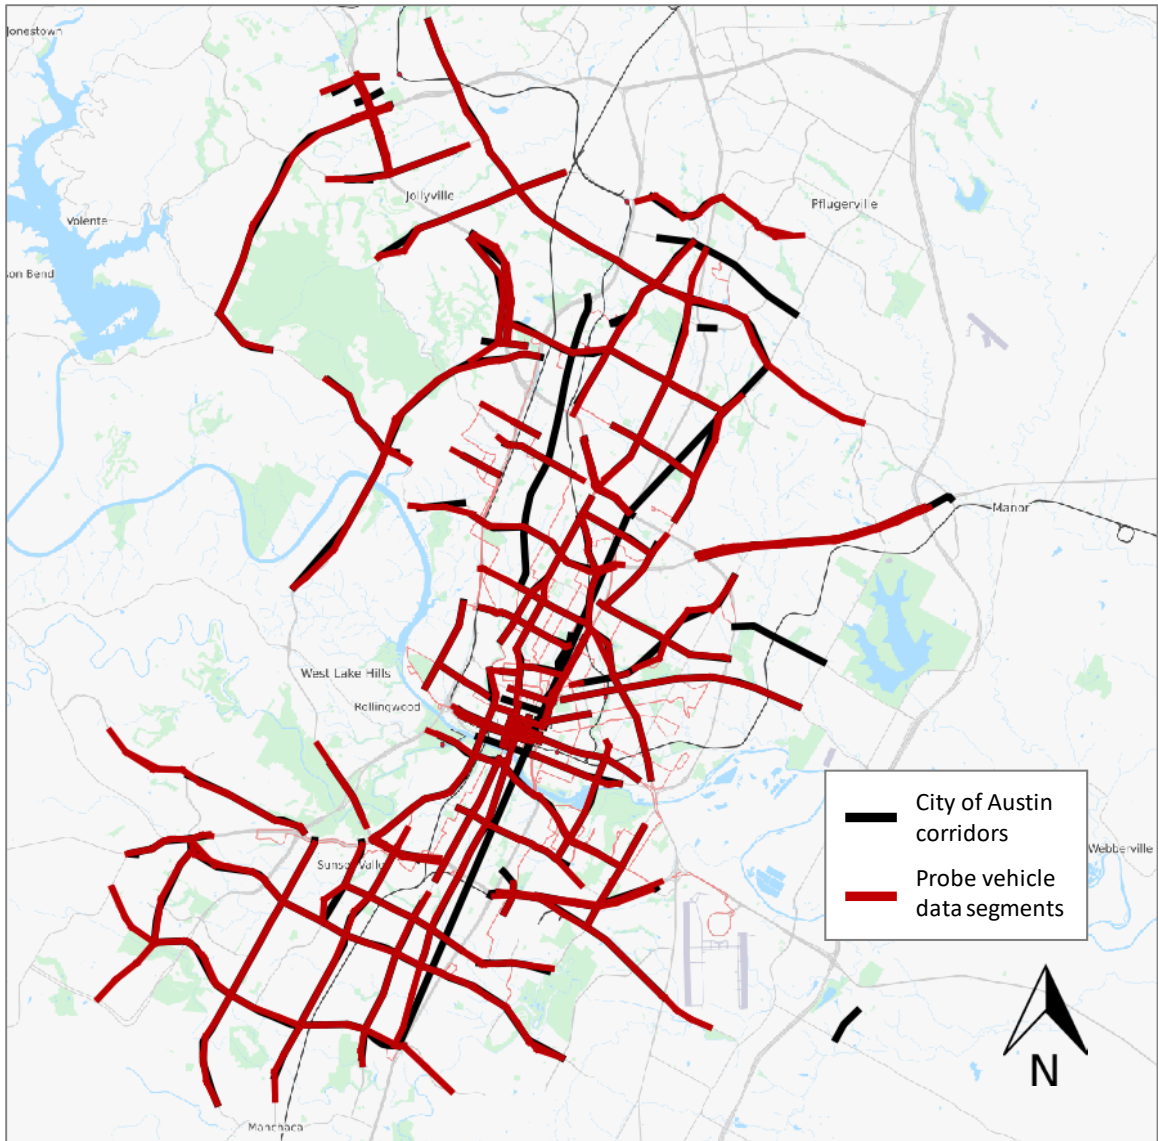 Jonestown
Volente
son Bend
Jollyville
Pflugerville
Manor
West Lake Hills
Rollingwood
City of Austin
corridors
Probe vehicle
data segments
Webberville
Manchaca
N